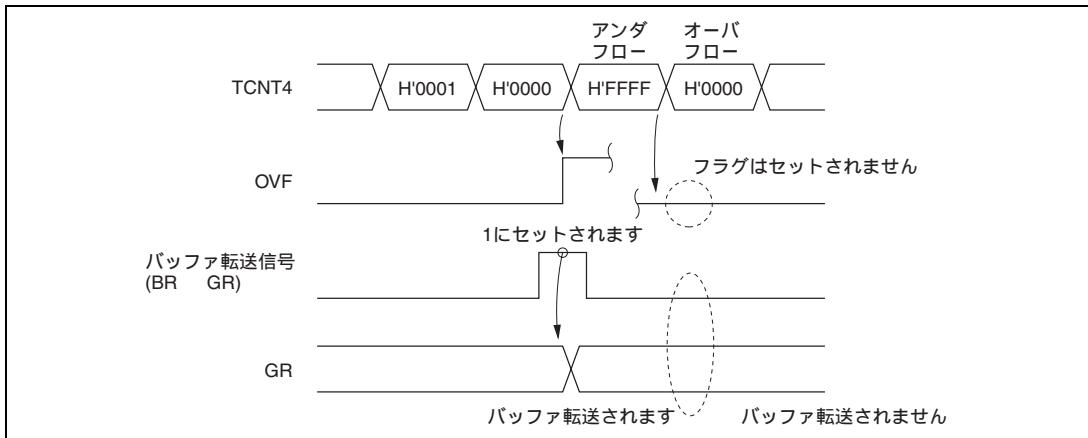 アンダ
フロー
オーバ
フロー
TCNT4
H'0001
H'0000
H'FFFF
H'0000
OVF
フラグはセットされません
1にセットされます
バッファ転送信号
(BR GR)
GR
バッファ転送されます
バッファ転送されません